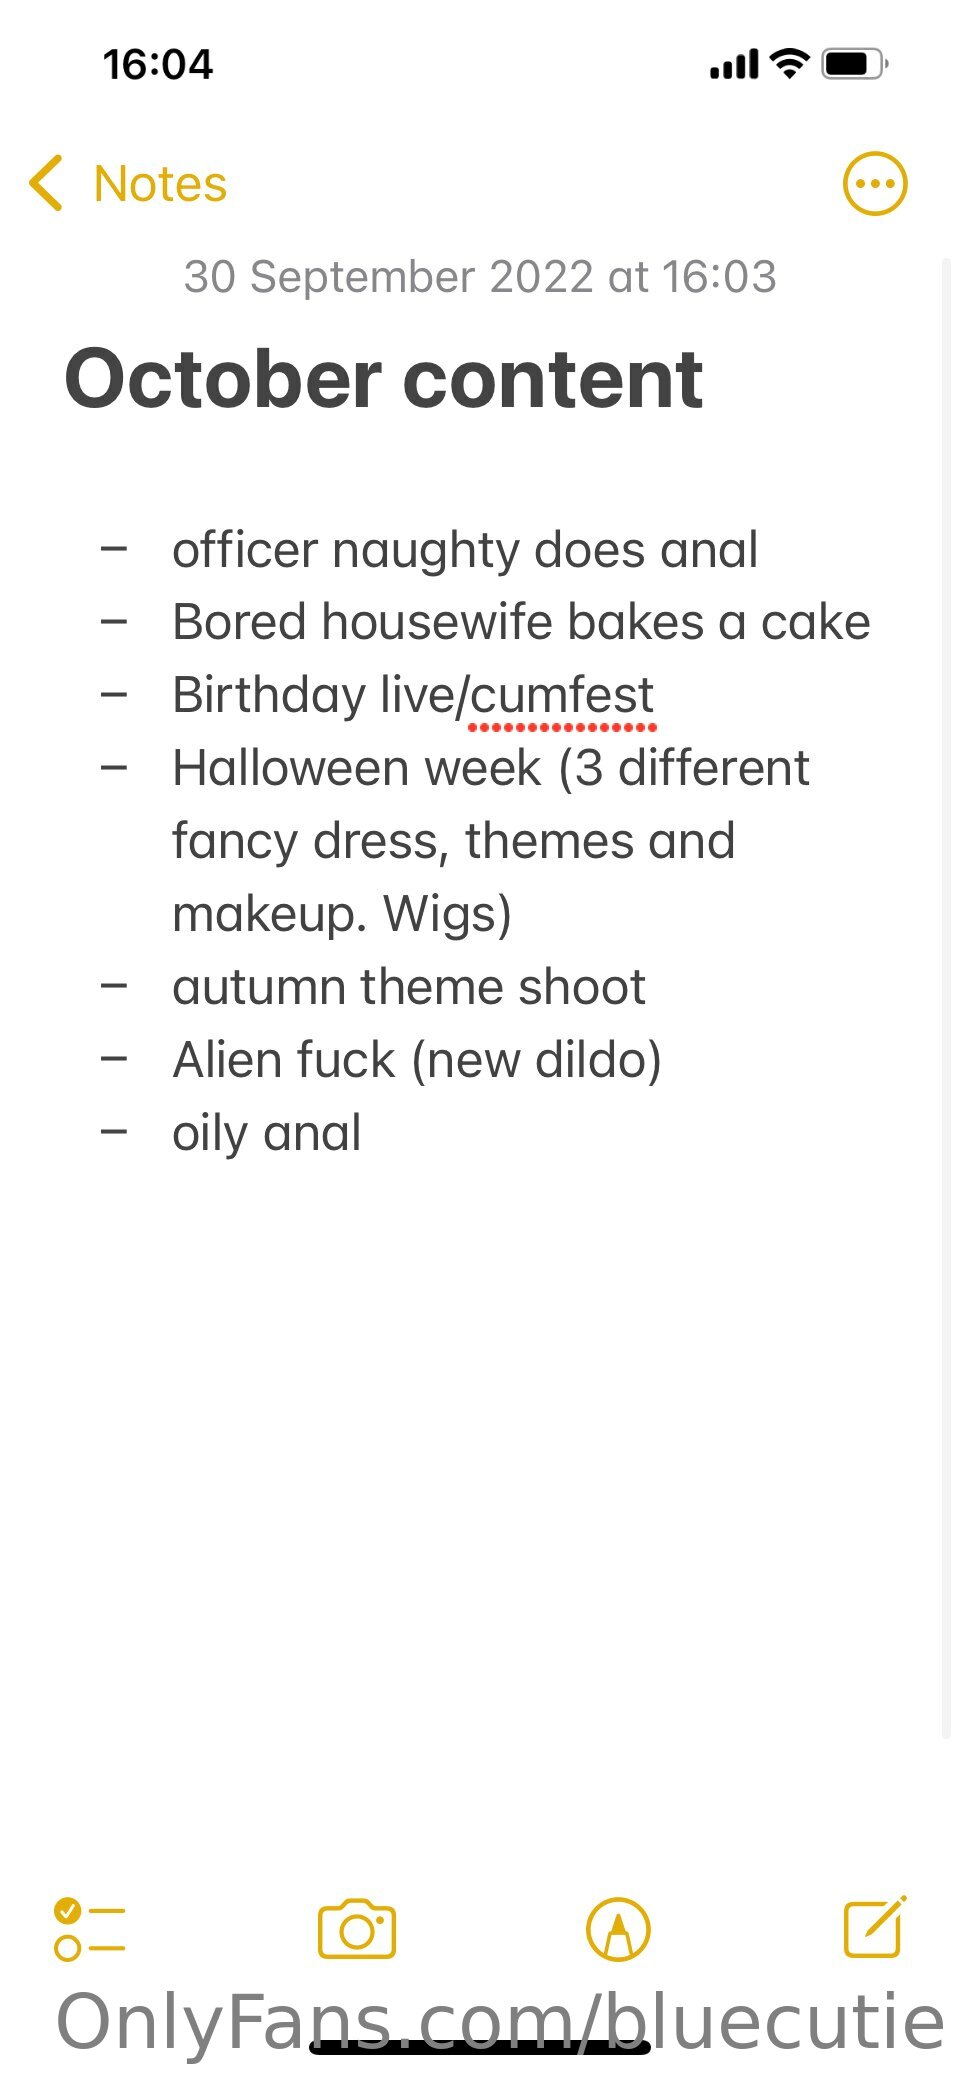 16:04
Notes
30 September 2022 at 16:03
October content
– officer naughty does anal
– Bored housewife bakes a cake
– Birthday live/cumfest
– Halloween week (3 different
fancy dress, themes and
makeup. Wigs)
– autumn theme shoot
– Alien fuck (new dildo)
– oily anal
OnlyFans.com/bluecutie